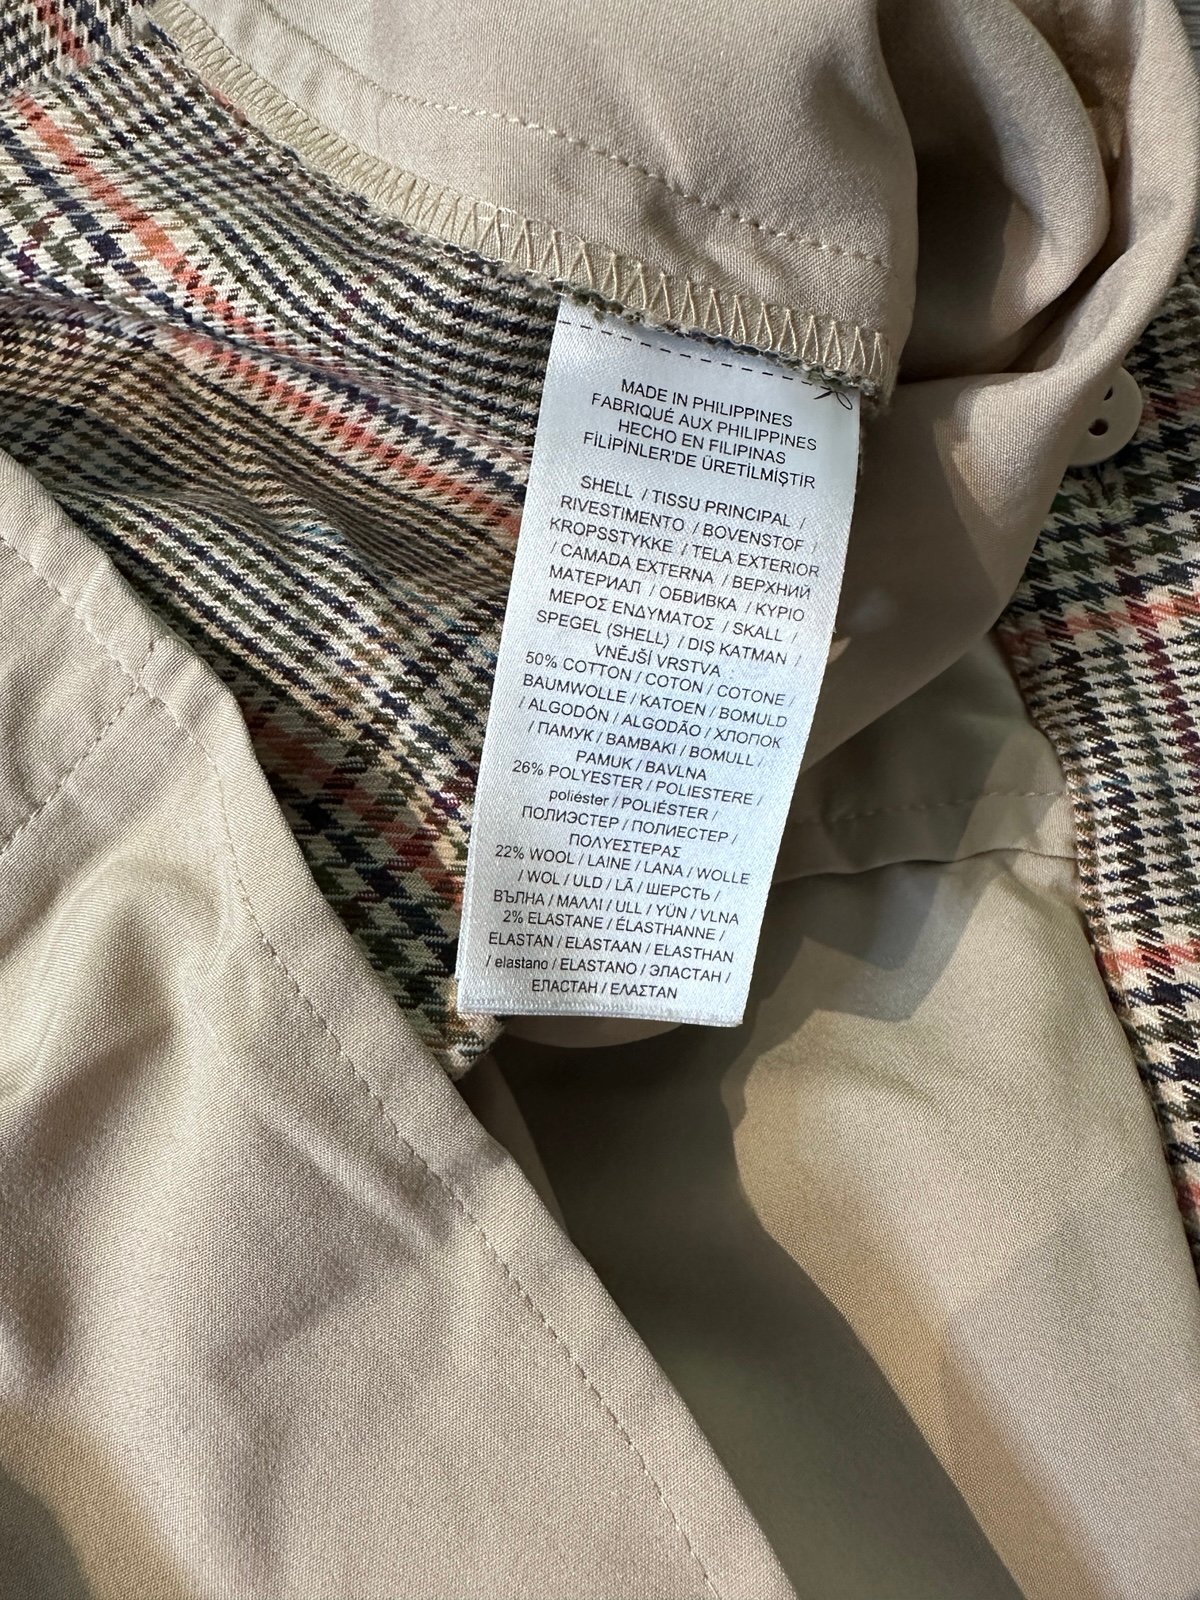 MADE IN PHILIPPINES
FABRIQUÉ AUX PHILIPPINES
HECHO EN FILIPINAS
FİLİPİNLER'DE ÜRETİLMİŞTİR
SHELL / TISSU PRINCIPAL /
RIVESTIMENTO / BOVENSTOF /
KROPSSTYKKE / TELA EXTERIOR
/ CAMADA EXTERNA / ВЕРХНИЙ
МАТЕРИАЛ / ОБВИВКА / ΚΥΡΙΟ
ΜΕΡΟΣ ΕΝΔΥΜΑΤΟΣ / SKALL /
SPEGEL (SHELL) / DIŞ KATMAN /
VNĚJŠÍ VRSTVA
50% COTTON / COTON / COTONE /
BAUMWOLLE / KATOEN / BOMULD
/ ALGODÓN / ALGODÃO / ХЛОПОК
/ ПАМУК / ΒΑΜΒΑΚΙ / BOMULL /
PAMUK / BAVLNA
26% POLYESTER / POLIESTERE /
poliéster / POLIÉSTER /
ПОЛИЭСТЕР / ПОЛИЕСТЕР /
ΠΟΛΥΕΣΤΕΡΑΣ
22% WOOL / LAINE / LANA / WOLLE
/ WOL / ULD / LÃ / ШЕРСТЬ /
ВЪЛНА / ΜΑΛΛΙ / ULL / YÜN / VLNA
2% ELASTANE / ÉLASTHANNE /
ELASTAN / ELASTAAN / ELASTHAN
/ elastano / ELASTANO / ЭЛАСТАН /
ЕЛАСТАН / ΕΛΑΣΤΑΝ